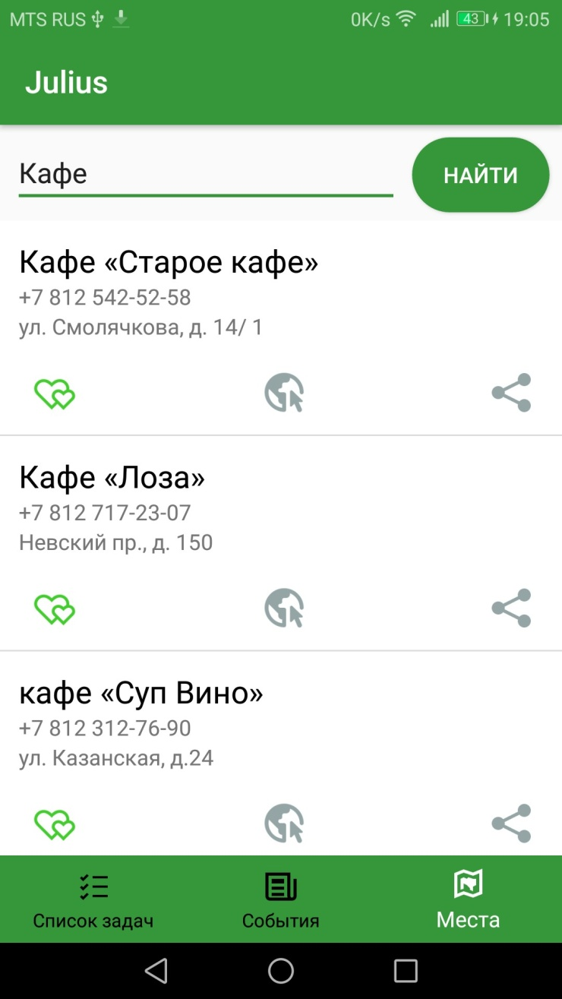 MTS RUS 0K/s 43 19:05
Julius
Кафе
НАЙТИ
Кафе «Старое кафе»
+7 812 542-52-58
ул. Смолячкова, д. 14/ 1
Кафе «Лоза»
+7 812 717-23-07
Невский пр., д. 150
кафе «Суп Вино»
+7 812 312-76-90
ул. Казанская, д.24
Список задач
События
Места